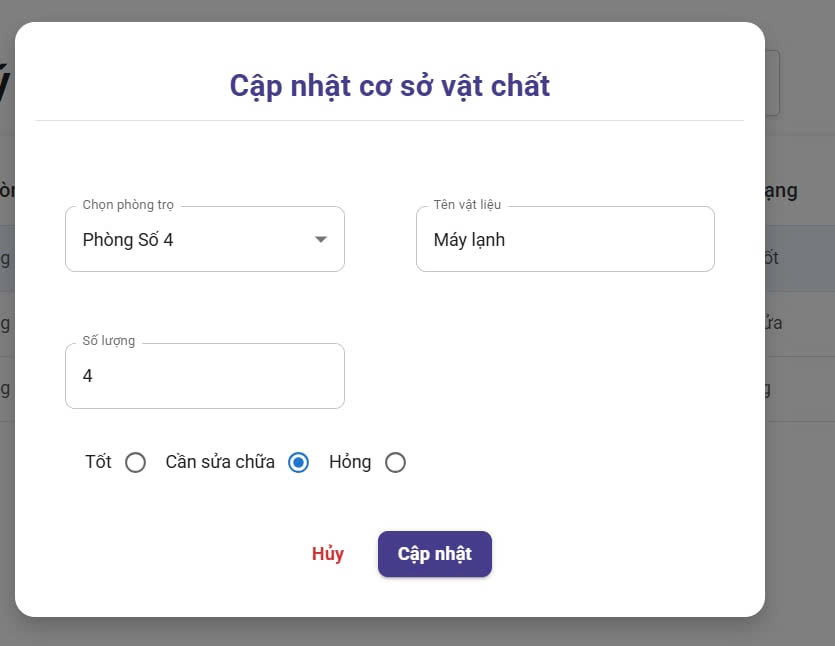 Cập nhật cơ sở vật chất
Chọn phòng trọ
Tên vật liệu
Phòng Số 4
Máy lạnh
Số lượng
4
Tốt
Cần sửa chữa
Hỏng
Hủy
Cập nhật